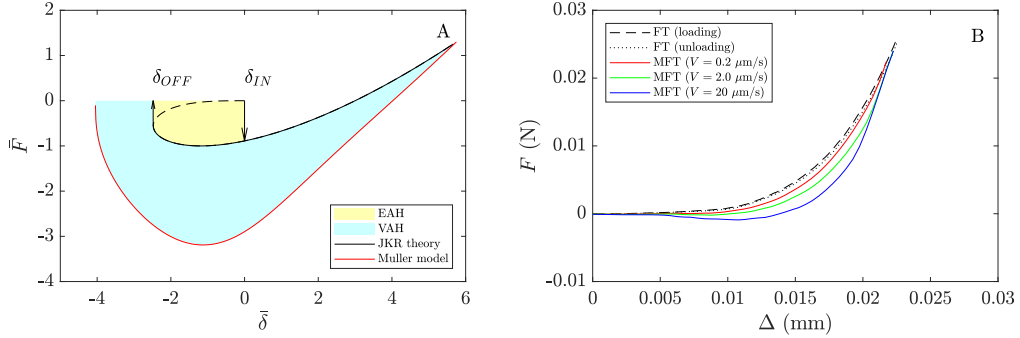 A
δ_OFF
δ_IN
2
1
0
-1
-2
-3
-4
F̄
-4
-2
0
2
4
δ̄
EAH
VAH
JKR theory
Muller model
B
FT (loading)
FT (unloading)
MFT (V = 0.2 μm/s)
MFT (V = 2.0 μm/s)
MFT (V = 20 μm/s)
0.03
0.02
0.01
0
-0.01
F (N)
0
0.005
0.01
0.015
0.02
0.025
0.03
Δ (mm)